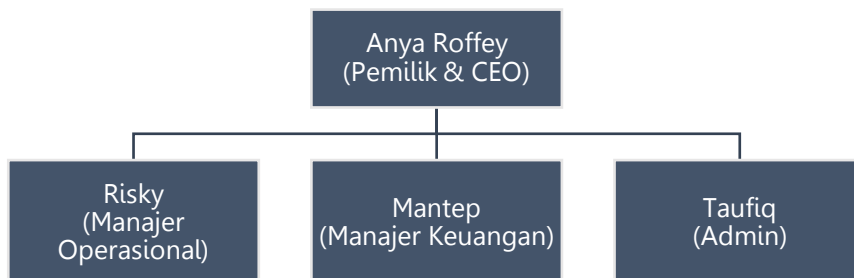 Anya Roffey
(Pemilik & CEO)
Risky
(Manajer
Operasional)
Mantep
(Manajer Keuangan)
Taufiq
(Admin)